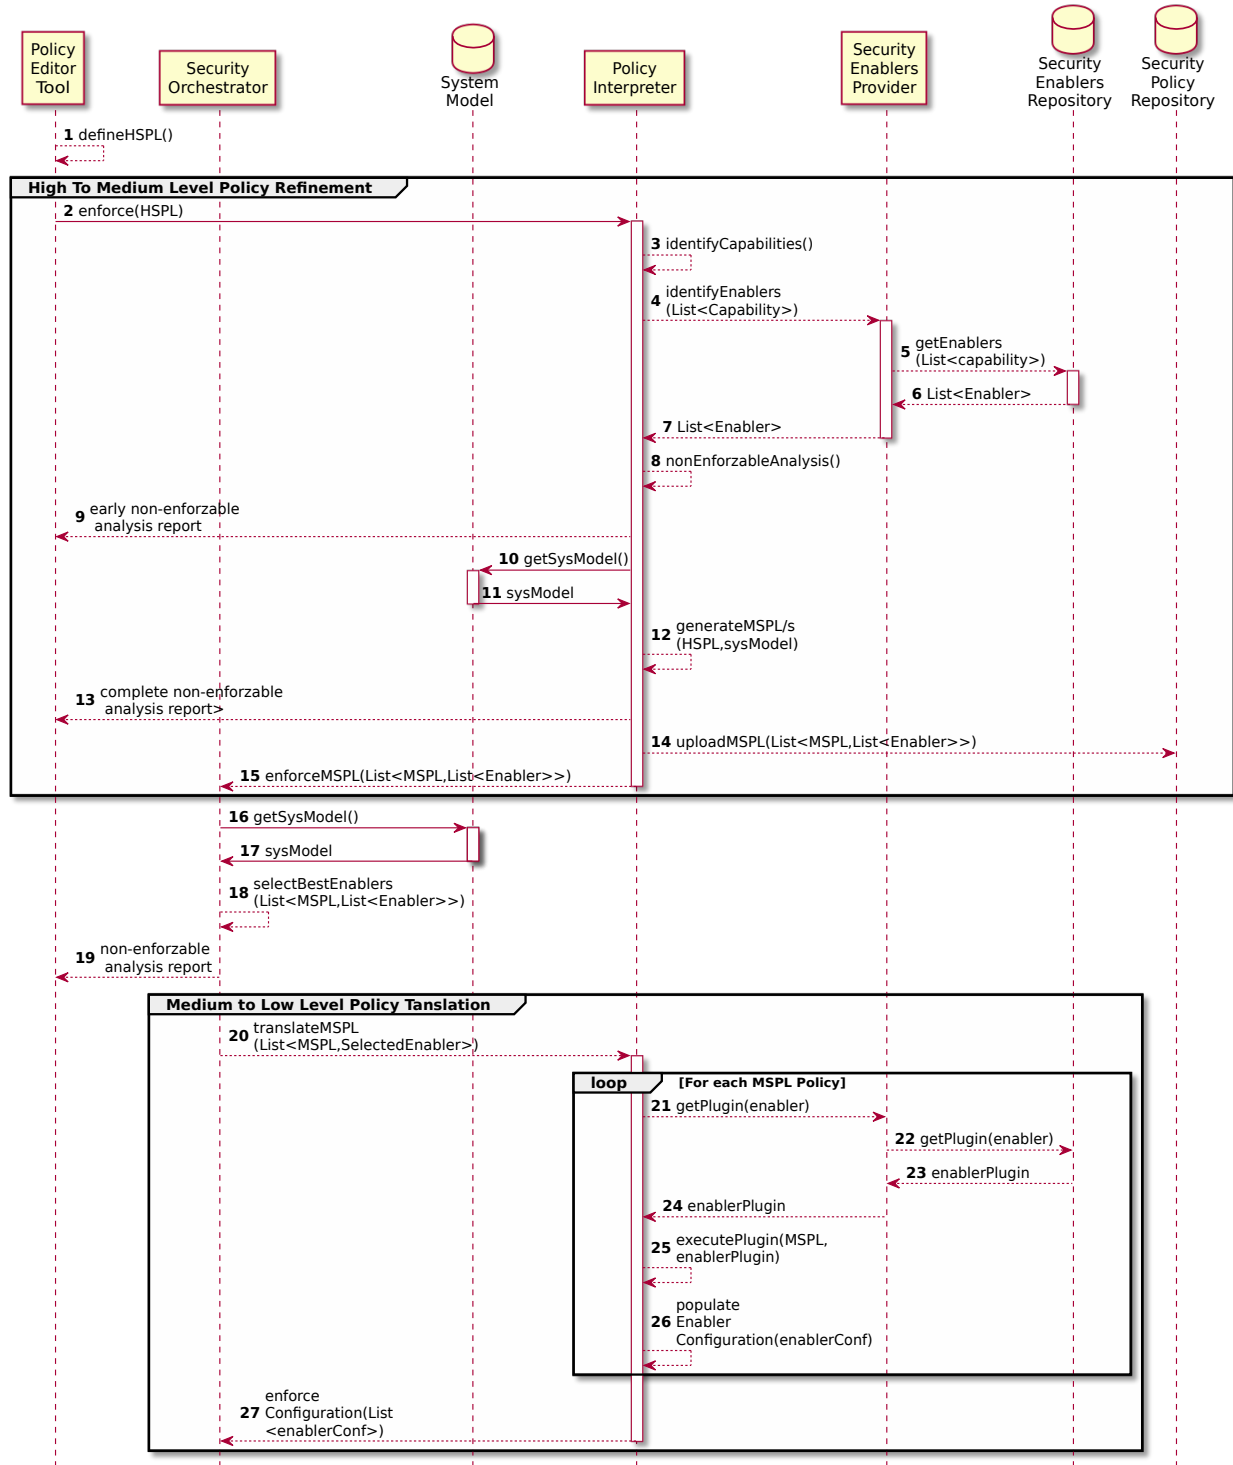 Policy
Editor
Tool
Security
Orchestrator
System
Model
Policy
Interpreter
Security
Enablers
Provider
Security
Enablers
Repository
Security
Policy
Repository
1 defineHSPL()
High To Medium Level Policy Refinement
2 enforce(HSPL)
3 identifyCapabilities()
4 identifyEnablers
(List<Capability>)
5 getEnablers
(List<capability>)
6 List<Enabler>
7 List<Enabler>
8 nonEnforzableAnalysis()
9 early non-enforzable
analysis report
10 getSysModel()
11 sysModel
12 generateMSPL/s
(HSPL,sysModel)
13 complete non-enforzable
analysis report>
14 uploadMSPL(List<MSPL,List<Enabler>>)
15 enforceMSPL(List<MSPL,List<Enabler>>)
16 getSysModel()
17 sysModel
18 selectBestEnablers
(List<MSPL,List<Enabler>>)
19 non-enforzable
analysis report
Medium to Low Level Policy Tanslation
20 translateMSPL
(List<MSPL,SelectedEnabler>)
loop [For each MSPL Policy]
21 getPlugin(enabler)
22 getPlugin(enabler)
23 enablerPlugin
24 enablerPlugin
25 executePlugin(MSPL,
enablerPlugin)
populate
26 Enabler
Configuration(enablerConf)
enforce
27 Configuration(List
<enablerConf>)